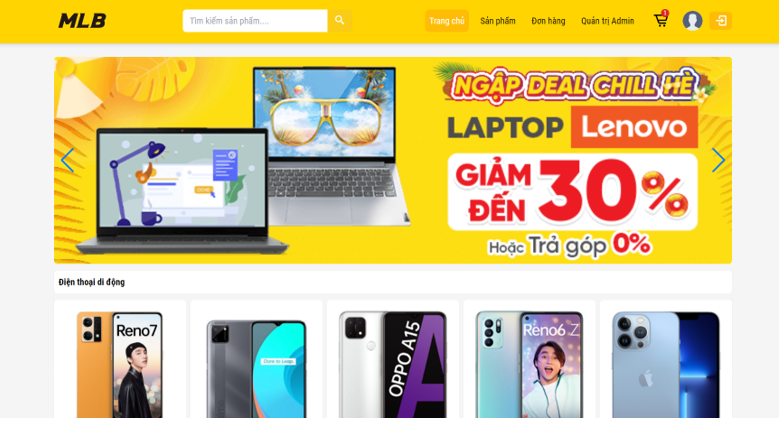 MLB
Tìm kiếm sản phẩm....
Trang chủ
Sản phẩm
Đơn hàng
Quản trị Admin
1
NGẬP DEAL CHILL HÈ
LAPTOP Lenovo
GIẢM
ĐẾN 30%
Hoặc Trả góp 0%
Điện thoại di động
Reno7
OPPO A15
Reno6 Z